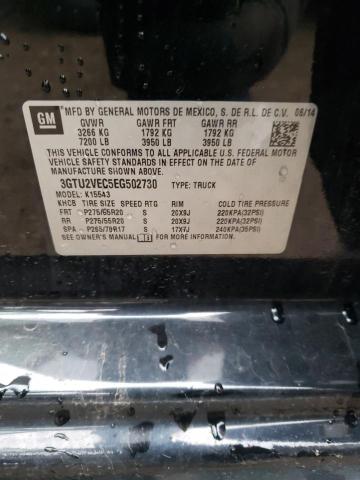 GM
MFD BY GENERAL MOTORS DE MEXICO, S. DE R.L. DE C.V. 06/14
GVWR GAWR FRT GAWR RR
3266 KG 1792 KG 1792 KG
7200 LB 3950 LB 3950 LB
THIS VEHICLE CONFORMS TO ALL APPLICABLE U.S. FEDERAL
MOTOR VEHICLE SAFETY STANDARDS IN EFFECT ON THE DATE OF
MANUFACTURE SHOWN ABOVE.
3GTU2VEC5EG502730 TYPE: TRUCK
MODEL: K15543
KHCB TIRE SIZE SPEED RTG RIM COLD TIRE PRESSURE
FRT P275/55R20 S 20X9J 220KPA(32PSI)
RR P275/55R20 S 20X9J 220KPA(32PSI)
SPA P265/70R17 S 17X7J 240KPA(35PSI)
SEE OWNER'S MANUAL FOR MORE INFORMATION.